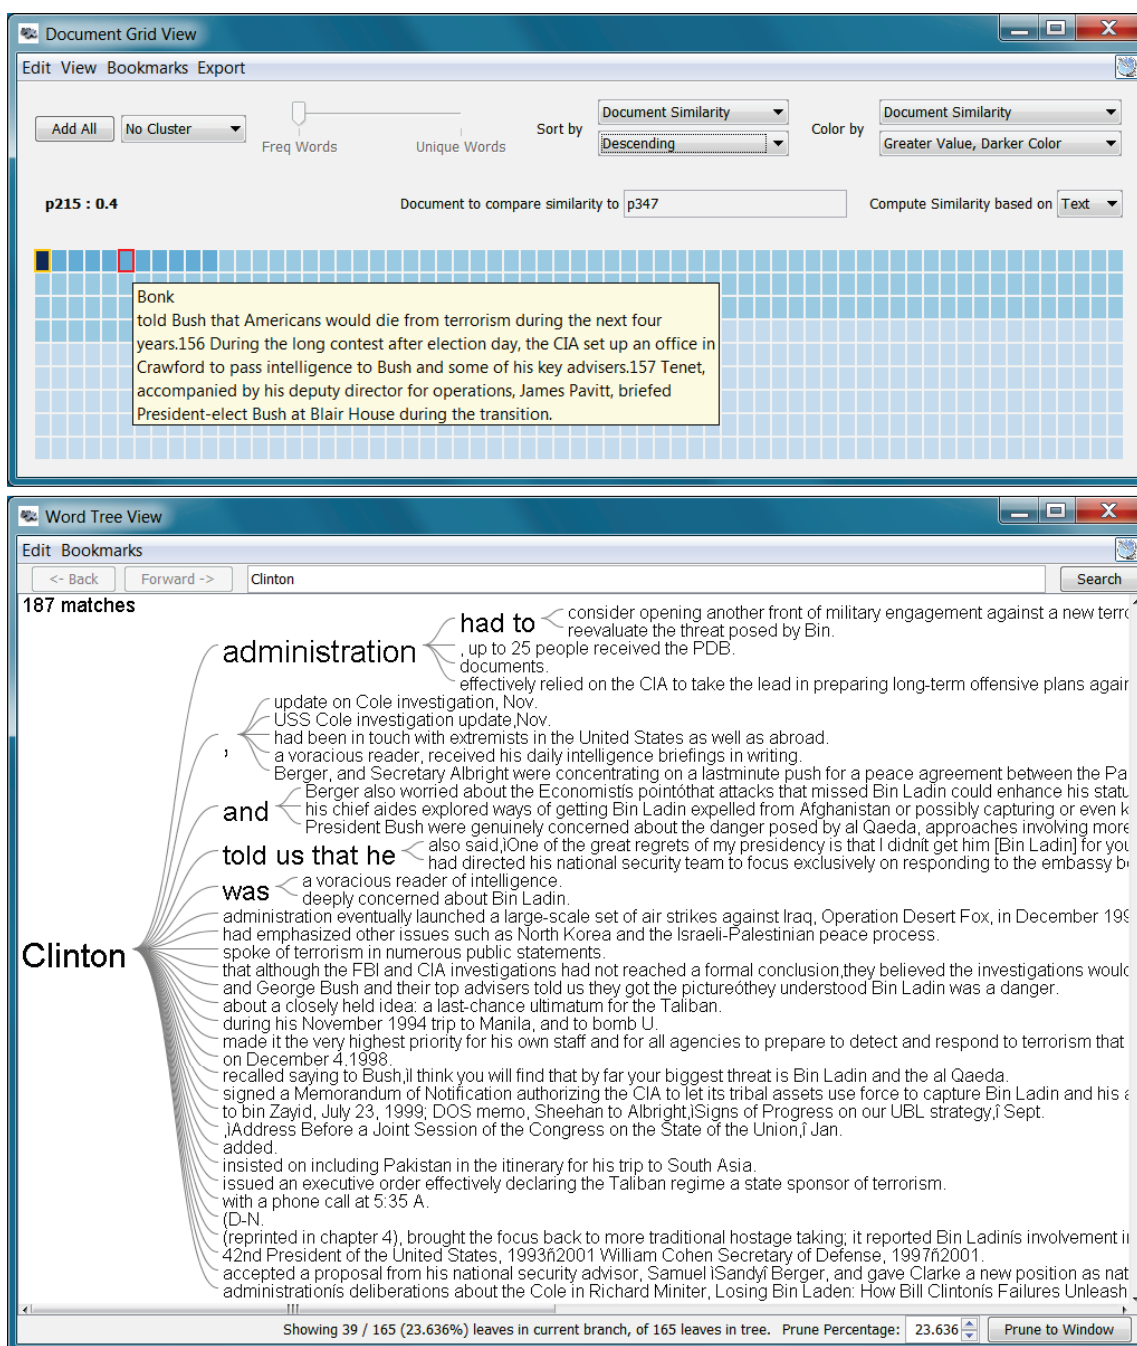 Document Grid View
Edit View Bookmarks Export
Add All No Cluster Freq Words Unique Words Sort by Document Similarity Descending Color by Document Similarity Greater Value, Darker Color
p215 : 0.4 Document to compare similarity to p347 Compute Similarity based on Text
Bonk
told Bush that Americans would die from terrorism during the next four
years.156 During the long contest after election day, the CIA set up an office in
Crawford to pass intelligence to Bush and some of his key advisers.157 Tenet,
accompanied by his deputy director for operations, James Pavitt, briefed
President-elect Bush at Blair House during the transition.
Word Tree View
Edit Bookmarks
<- Back Forward -> Clinton Search
187 matches
Clinton
administration
had to
consider opening another front of military engagement against a new terro
reevaluate the threat posed by Bin.
, up to 25 people received the PDB.
documents.
effectively relied on the CIA to take the lead in preparing long-term offensive plans again
,
update on Cole investigation, Nov.
USS Cole investigation update,Nov.
had been in touch with extremists in the United States as well as abroad.
a voracious reader, received his daily intelligence briefings in writing.
Berger, and Secretary Albright were concentrating on a lastminute push for a peace agreement between the Pa
and
Berger also worried about the Economistís pointóthat attacks that missed Bin Ladin could enhance his statu
his chief aides explored ways of getting Bin Ladin expelled from Afghanistan or possibly capturing or even k
President Bush were genuinely concerned about the danger posed by al Qaeda, approaches involving more
told us that he
also said,ìOne of the great regrets of my presidency is that I didnít get him [Bin Ladin] for you
had directed his national security team to focus exclusively on responding to the embassy b
was
a voracious reader of intelligence.
deeply concerned about Bin Ladin.
administration eventually launched a large-scale set of air strikes against Iraq, Operation Desert Fox, in December 199
had emphasized other issues such as North Korea and the Israeli-Palestinian peace process.
spoke of terrorism in numerous public statements.
that although the FBI and CIA investigations had not reached a formal conclusion,they believed the investigations would
and George Bush and their top advisers told us they got the pictureóthey understood Bin Ladin was a danger.
about a closely held idea: a last-chance ultimatum for the Taliban.
during his November 1994 trip to Manila, and to bomb U.
made it the very highest priority for his own staff and for all agencies to prepare to detect and respond to terrorism that
on December 4,1998.
recalled saying to Bush,ìI think you will find that by far your biggest threat is Bin Ladin and the al Qaeda.
signed a Memorandum of Notification authorizing the CIA to let its tribal assets use force to capture Bin Ladin and his a
to bin Zayid, July 23, 1999; DOS memo, Sheehan to Albright,ìSigns of Progress on our UBL strategy,î Sept.
,ìAddress Before a Joint Session of the Congress on the State of the Union,î Jan.
added.
insisted on including Pakistan in the itinerary for his trip to South Asia.
issued an executive order effectively declaring the Taliban regime a state sponsor of terrorism.
with a phone call at 5:35 A.
(D-N.
(reprinted in chapter 4), brought the focus back to more traditional hostage taking; it reported Bin Ladinís involvement i
42nd President of the United States, 1993ñ2001 William Cohen Secretary of Defense, 1997ñ2001.
accepted a proposal from his national security advisor, Samuel ìSandyî Berger, and gave Clarke a new position as nat
administrationís deliberations about the Cole in Richard Miniter, Losing Bin Laden: How Bill Clintonís Failures Unleash
Showing 39 / 165 (23.636%) leaves in current branch, of 165 leaves in tree. Prune Percentage: 23.636 Prune to Window